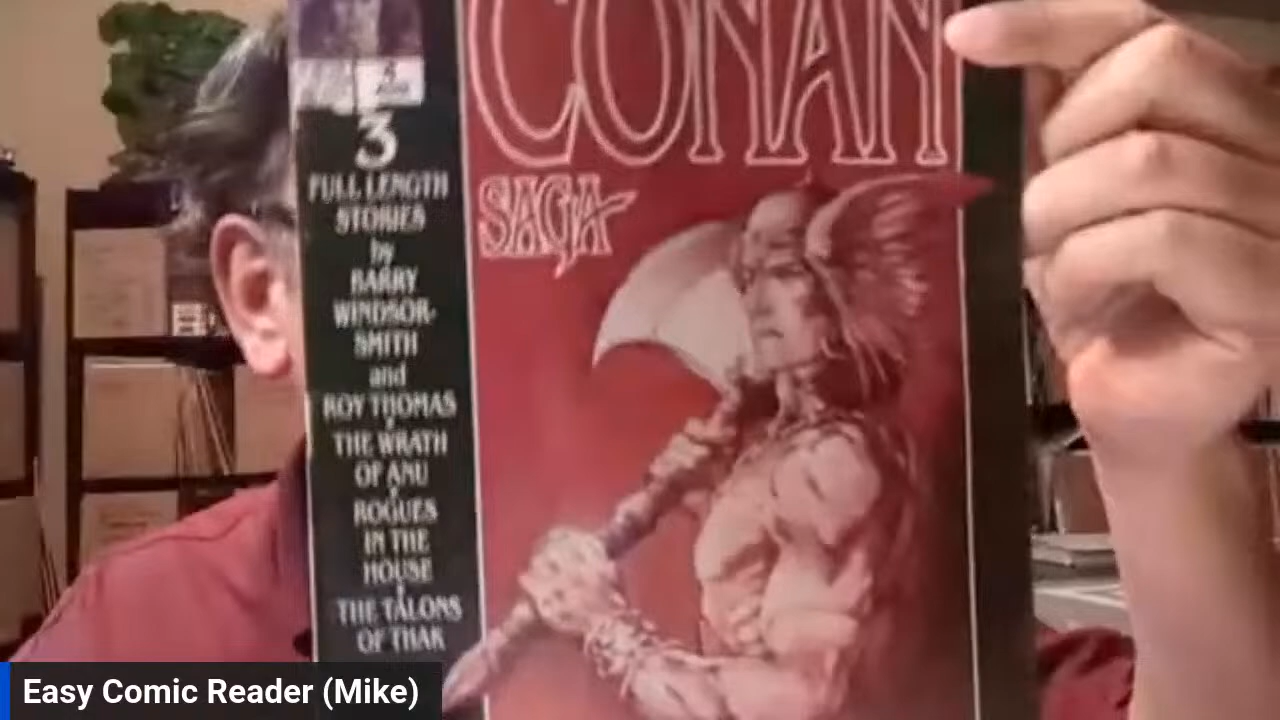 CONAN
SAGA
3
FULL LENGTH
STORIES
by
BARRY
WINDSOR-
SMITH
and
ROY THOMAS
THE WRATH
OF ANU
ROGUES
IN THE
HOUSE
THE TALONS
OF THAK
Easy Comic Reader (Mike)